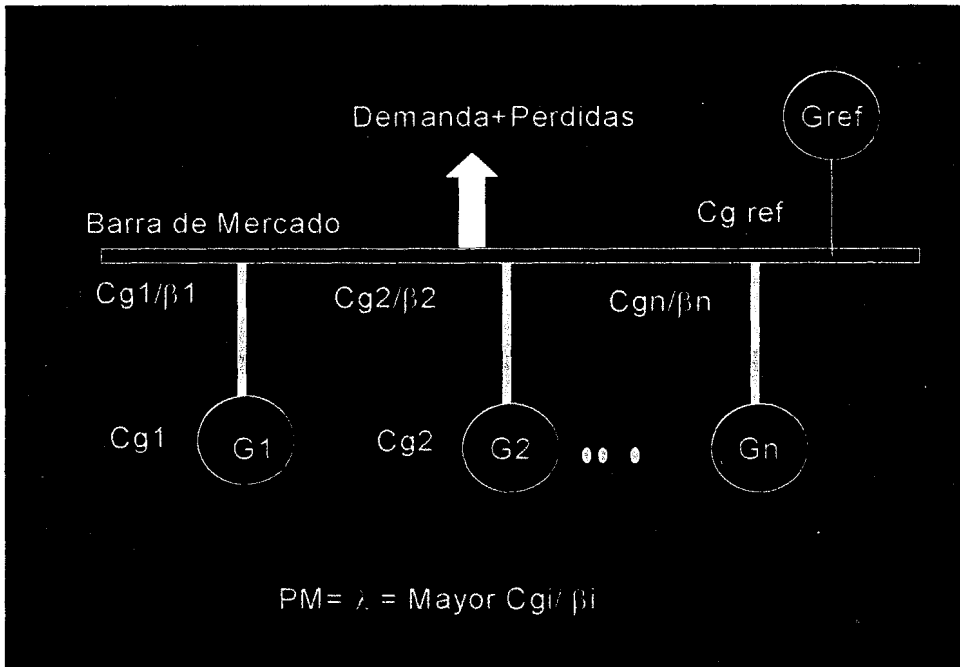 Gref
Demanda+Perdidas
Cg ref
Barra de Mercado
Cg1/β1
Cg2/β2
Cgn/βn
Cg1
G1
Cg2
G2
Gn
PM= λ = Mayor Cgi/ βi